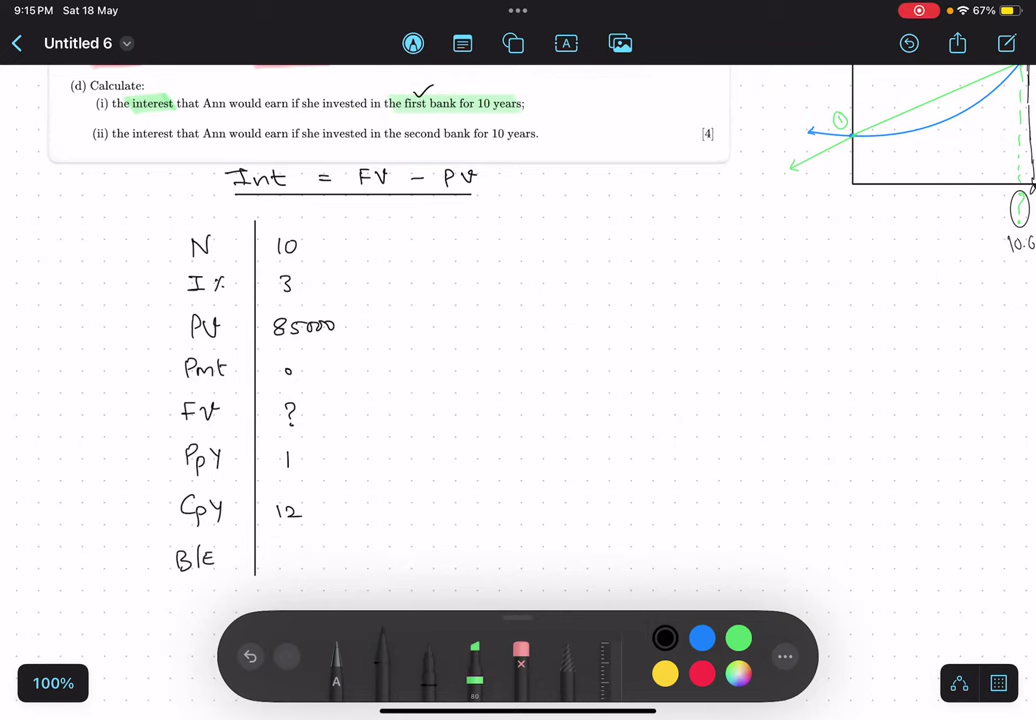 9:15 PM Sat 18 May
67%
Untitled 6
(d) Calculate:
(i) the interest that Ann would earn if she invested in the first bank for 10 years;
(ii) the interest that Ann would earn if she invested in the second bank for 10 years. [4]
Int = FV - PV
N 10
I% 3
PV 85000
Pmt 0
FV ?
PpY 1
CpY 12
B/E
1
?
A
80
100%